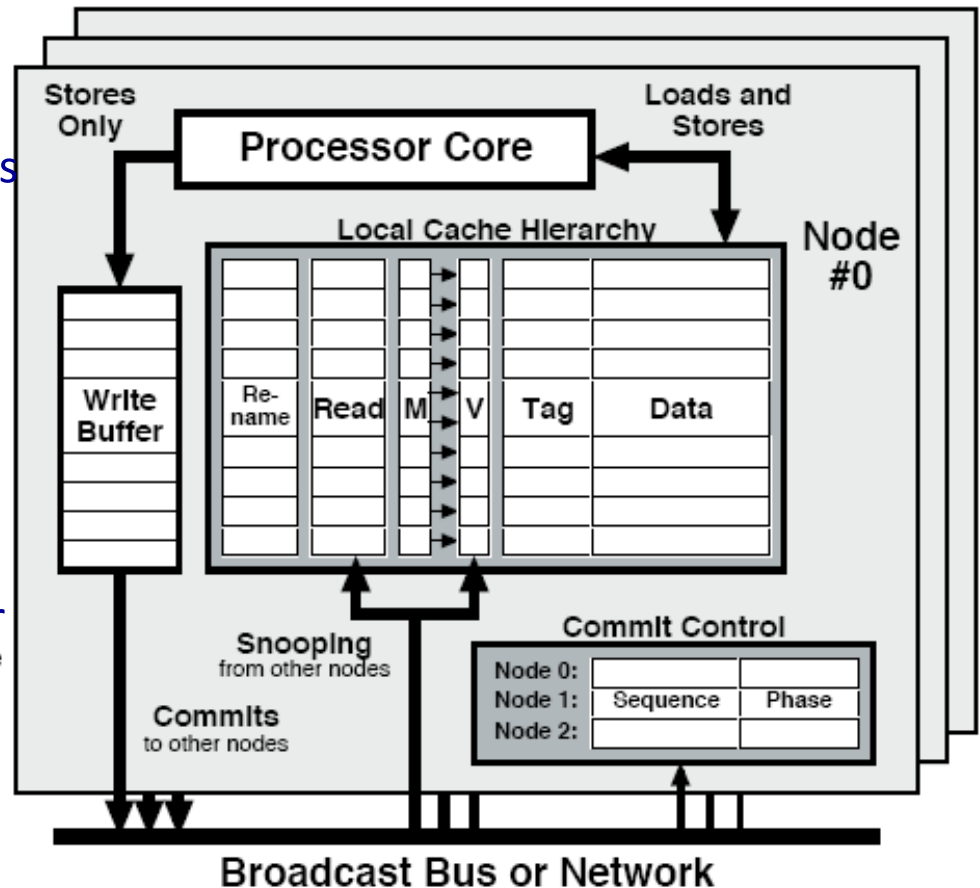 Stores
Only
Loads and
Stores
Processor Core
s
Local Cache Hierarchy
Node
#0
Write
Buffer
Re-
name
Read
M
V
Tag
Data
r
e
Snooping
from other nodes
Commit Control
Node 0:
Node 1:
Sequence
Phase
Node 2:
Commits
to other nodes
Broadcast Bus or Network